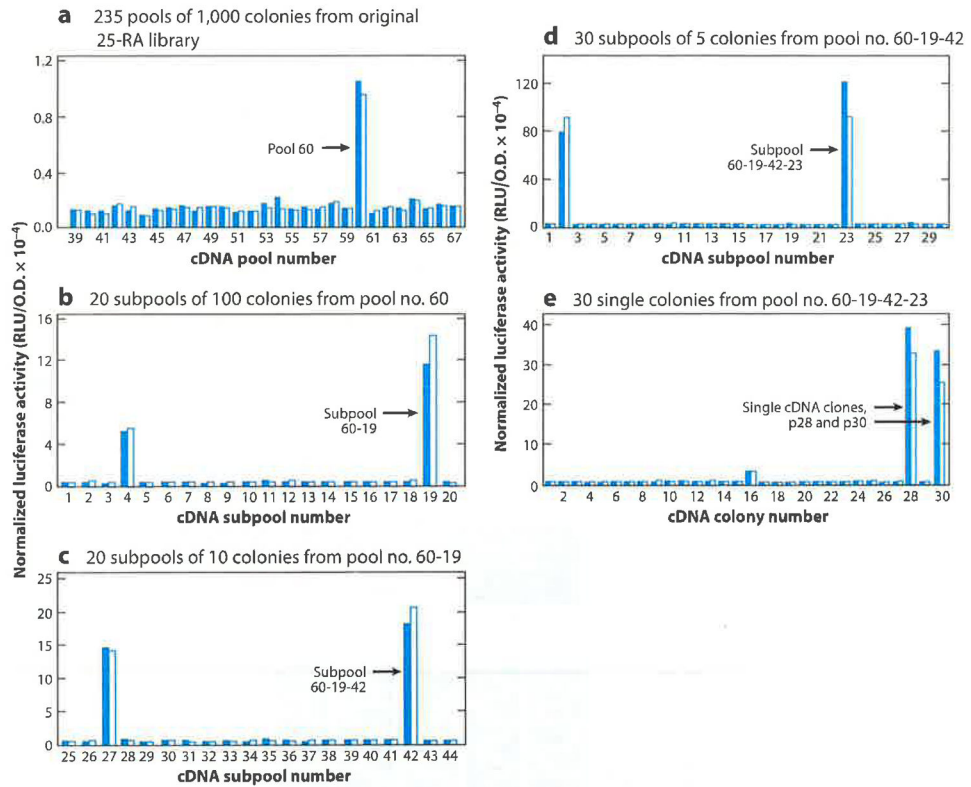 a 235 pools of 1,000 colonies from original
25-RA library
1.2
0.8
0.4
0.0
Pool 60
39 41 43 45 47 49 51 53 55 57 59 61 63 65 67
cDNA pool number
b 20 subpools of 100 colonies from pool no. 60
16
12
8
4
0
Subpool
60-19
1 2 3 4 5 6 7 8 9 10 11 12 13 14 15 16 17 18 19 20
cDNA subpool number
c 20 subpools of 10 colonies from pool no. 60-19
25
20
15
10
5
0
Subpool
60-19-42
25 26 27 28 29 30 31 32 33 34 35 36 37 38 39 40 41 42 43 44
cDNA subpool number
Normalized luciferase activity (RLU/O.D. × 10⁻⁴)
d 30 subpools of 5 colonies from pool no. 60-19-42
120
80
40
0
Subpool
60-19-42-23
1 3 5 7 9 11 13 15 17 19 21 23 25 27 29
cDNA subpool number
e 30 single colonies from pool no. 60-19-42-23
40
30
20
10
0
Single cDNA clones,
p28 and p30
2 4 6 8 10 12 14 16 18 20 22 24 26 28 30
cDNA colony number
Normalized luciferase activity (RLU/O.D. × 10⁻⁴)